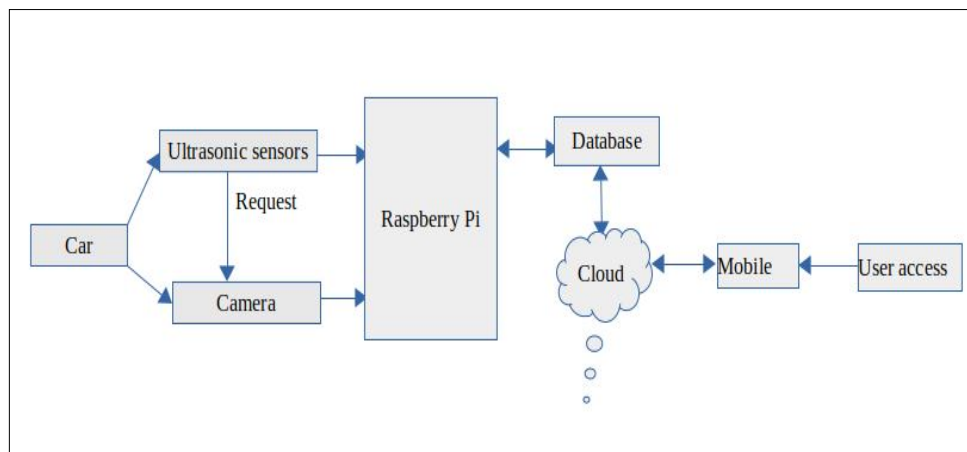 Ultrasonic sensors
Request
Car
Camera
Raspberry Pi
Database
Cloud
Mobile
User access